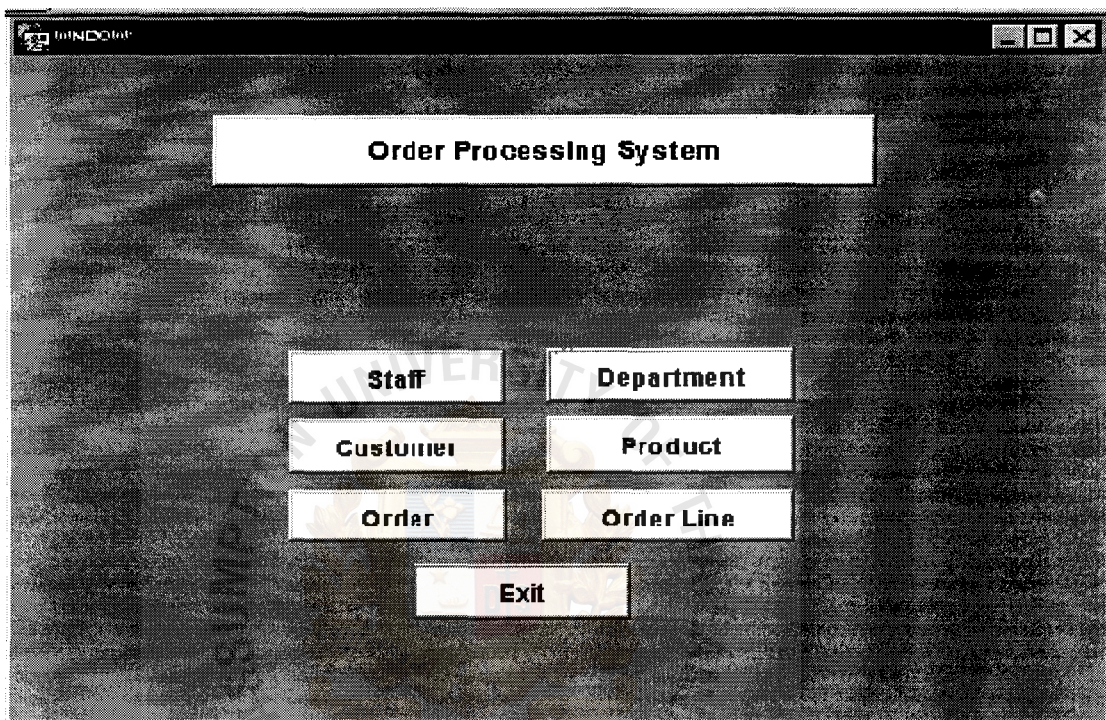 Order Processing System
Staff
Department
Customer
Product
Order
Order Line
Exit